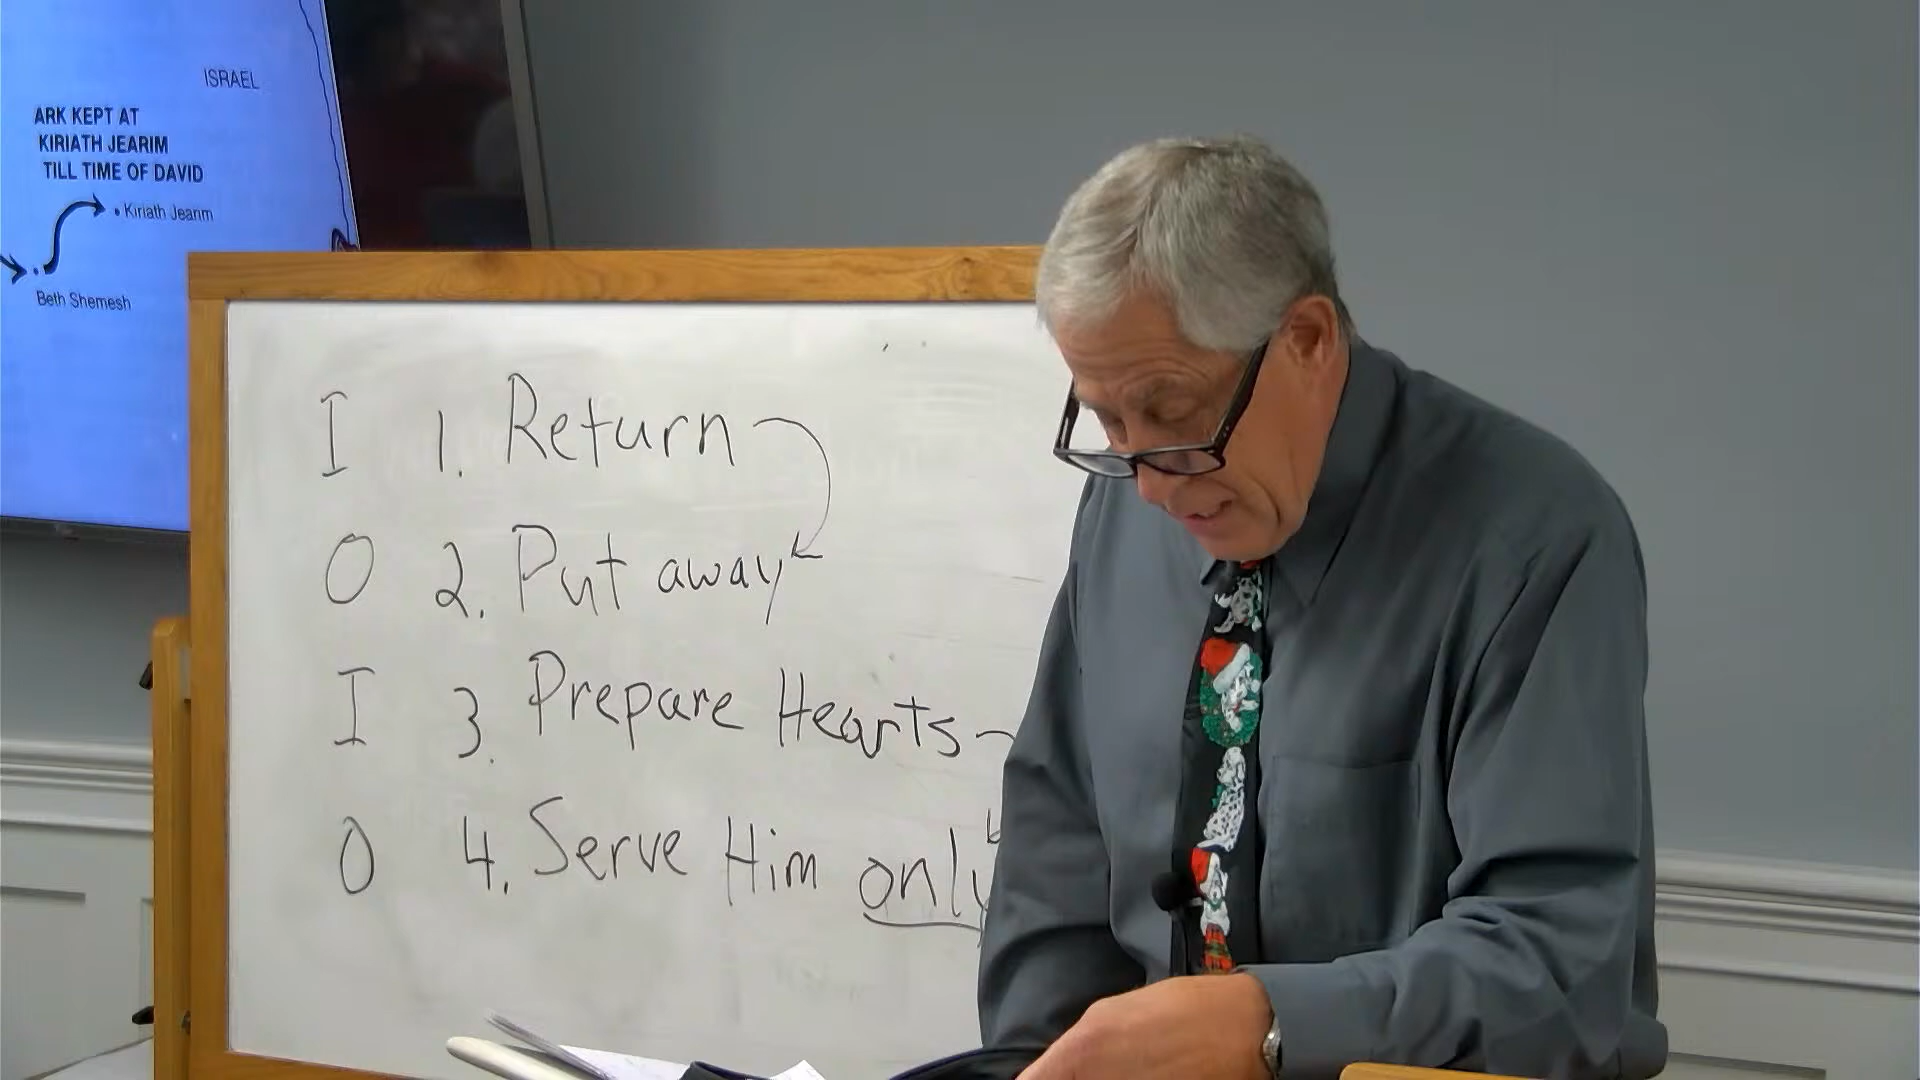 ISRAEL
ARK KEPT AT
KIRIATH JEARIM
TILL TIME OF DAVID
Kiriath Jearim
Beth Shemesh
I 1. Return
O 2. Put away
I 3. Prepare Hearts
O 4. Serve Him only